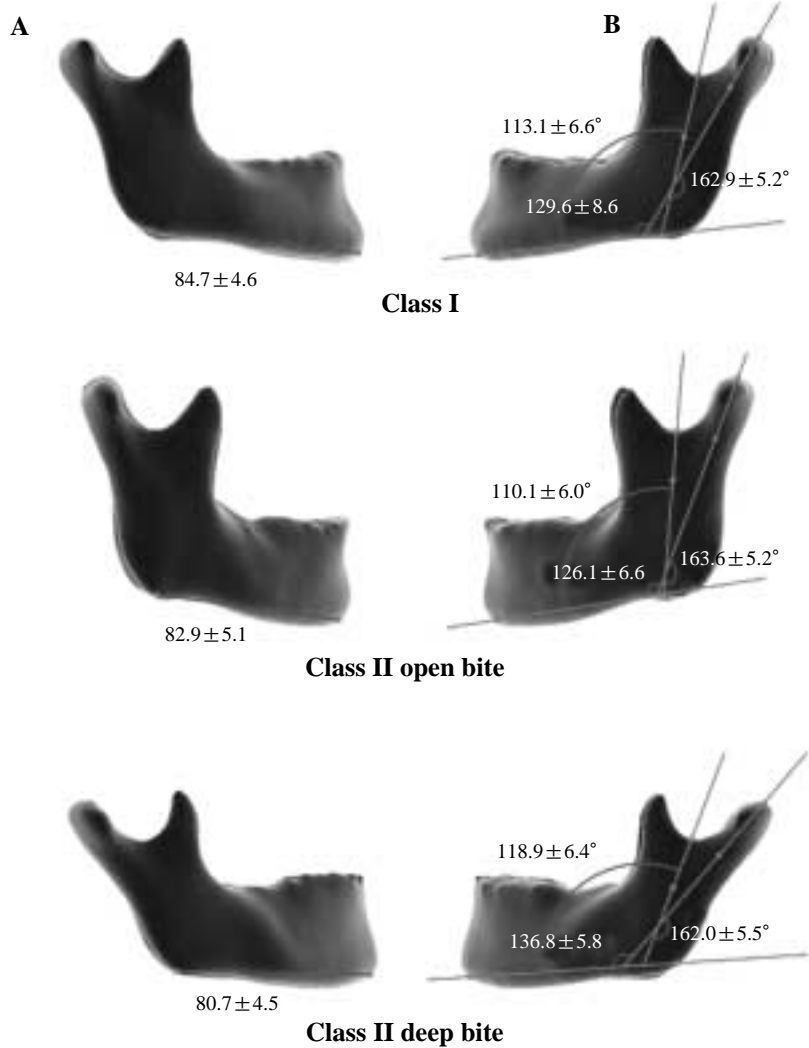 A
B
113.1±6.6°
162.9±5.2°
129.6±8.6
84.7±4.6
Class I
110.1±6.0°
163.6±5.2°
126.1±6.6
82.9±5.1
Class II open bite
118.9±6.4°
162.0±5.5°
136.8±5.8
80.7±4.5
Class II deep bite